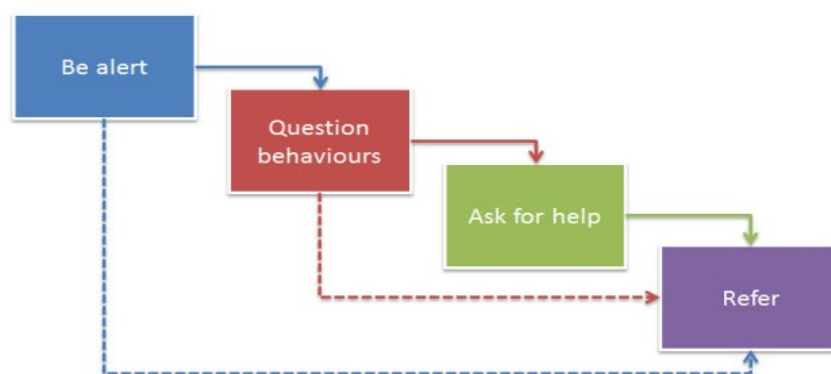 Be alert
Question
behaviours
Ask for help
Refer